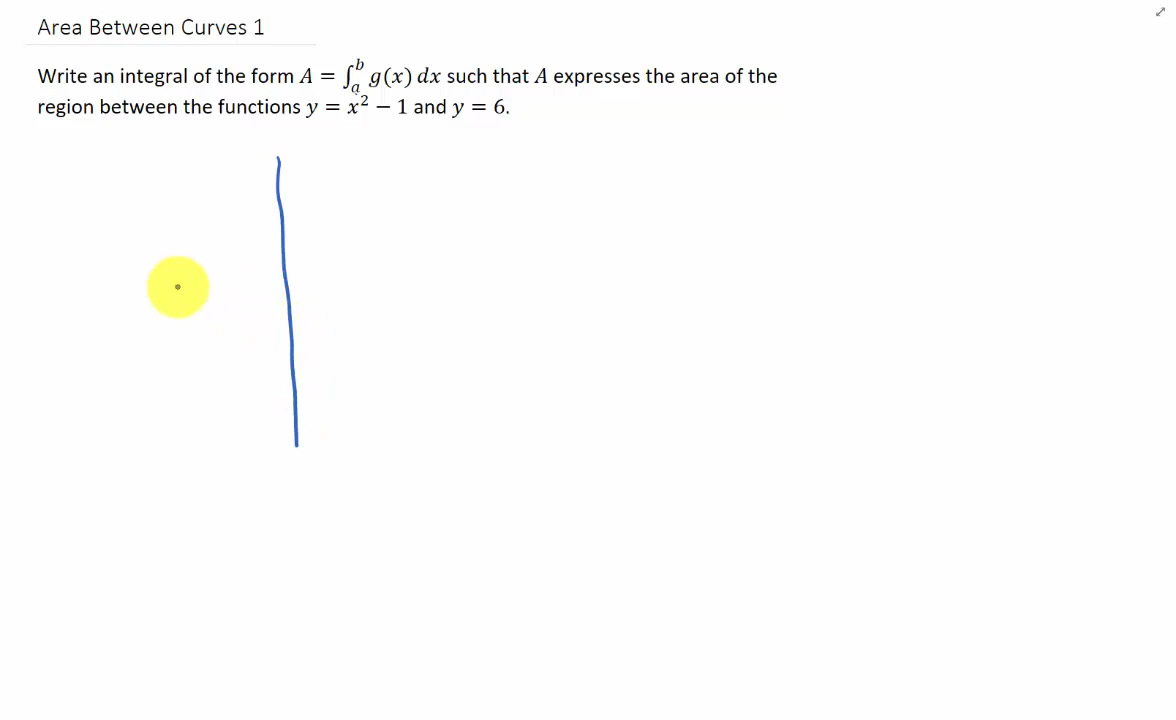 Area Between Curves 1
Write an integral of the form A = ∫ₐᵇ g(x) dx such that A expresses the area of the
region between the functions y = x² − 1 and y = 6.